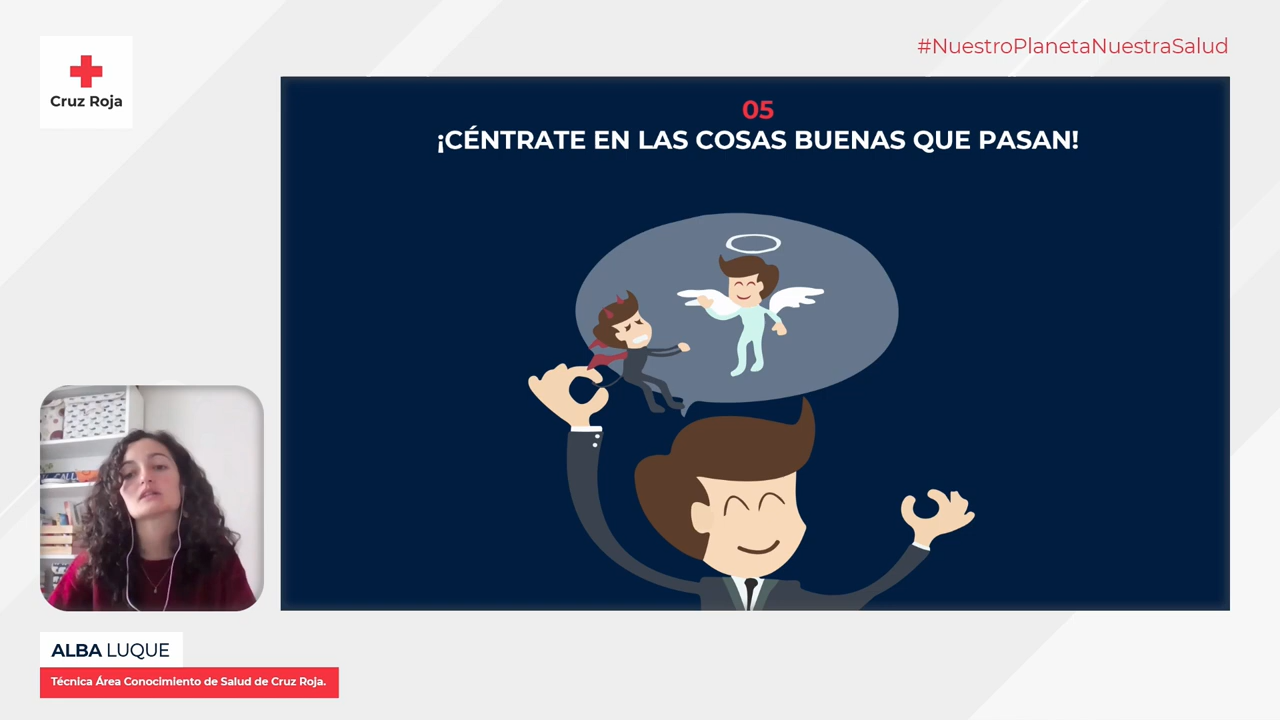 Cruz Roja
#NuestroPlanetaNuestraSalud
05
¡CÉNTRATE EN LAS COSAS BUENAS QUE PASAN!
ALBA LUQUE
Técnica Área Conocimiento de Salud de Cruz Roja.